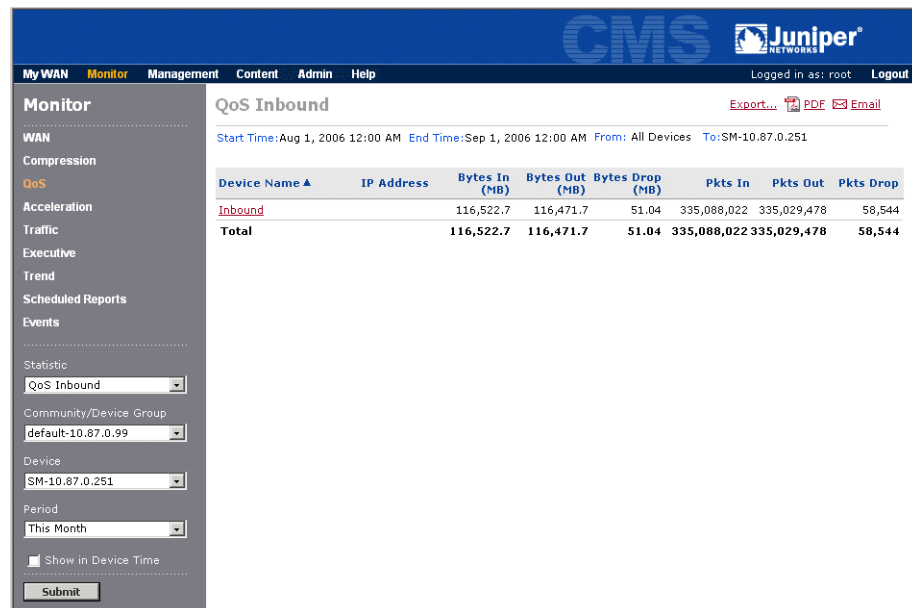 CMS
Juniper
NETWORKS
My WAN Monitor Management Content Admin Help Logged in as: root Logout
Monitor
WAN
Compression
QoS
Acceleration
Traffic
Executive
Trend
Scheduled Reports
Events
Statistic
QoS Inbound
Community/Device Group
default-10.87.0.99
Device
SM-10.87.0.251
Period
This Month
Show in Device Time
Submit
QoS Inbound
Export... PDF Email
Start Time:Aug 1, 2006 12:00 AM End Time:Sep 1, 2006 12:00 AM From: All Devices To:SM-10.87.0.251
Device Name IP Address Bytes In (MB) Bytes Out (MB) Bytes Drop (MB) Pkts In Pkts Out Pkts Drop
Inbound 116,522.7 116,471.7 51.04 335,088,022 335,029,478 58,544
Total 116,522.7 116,471.7 51.04 335,088,022 335,029,478 58,544